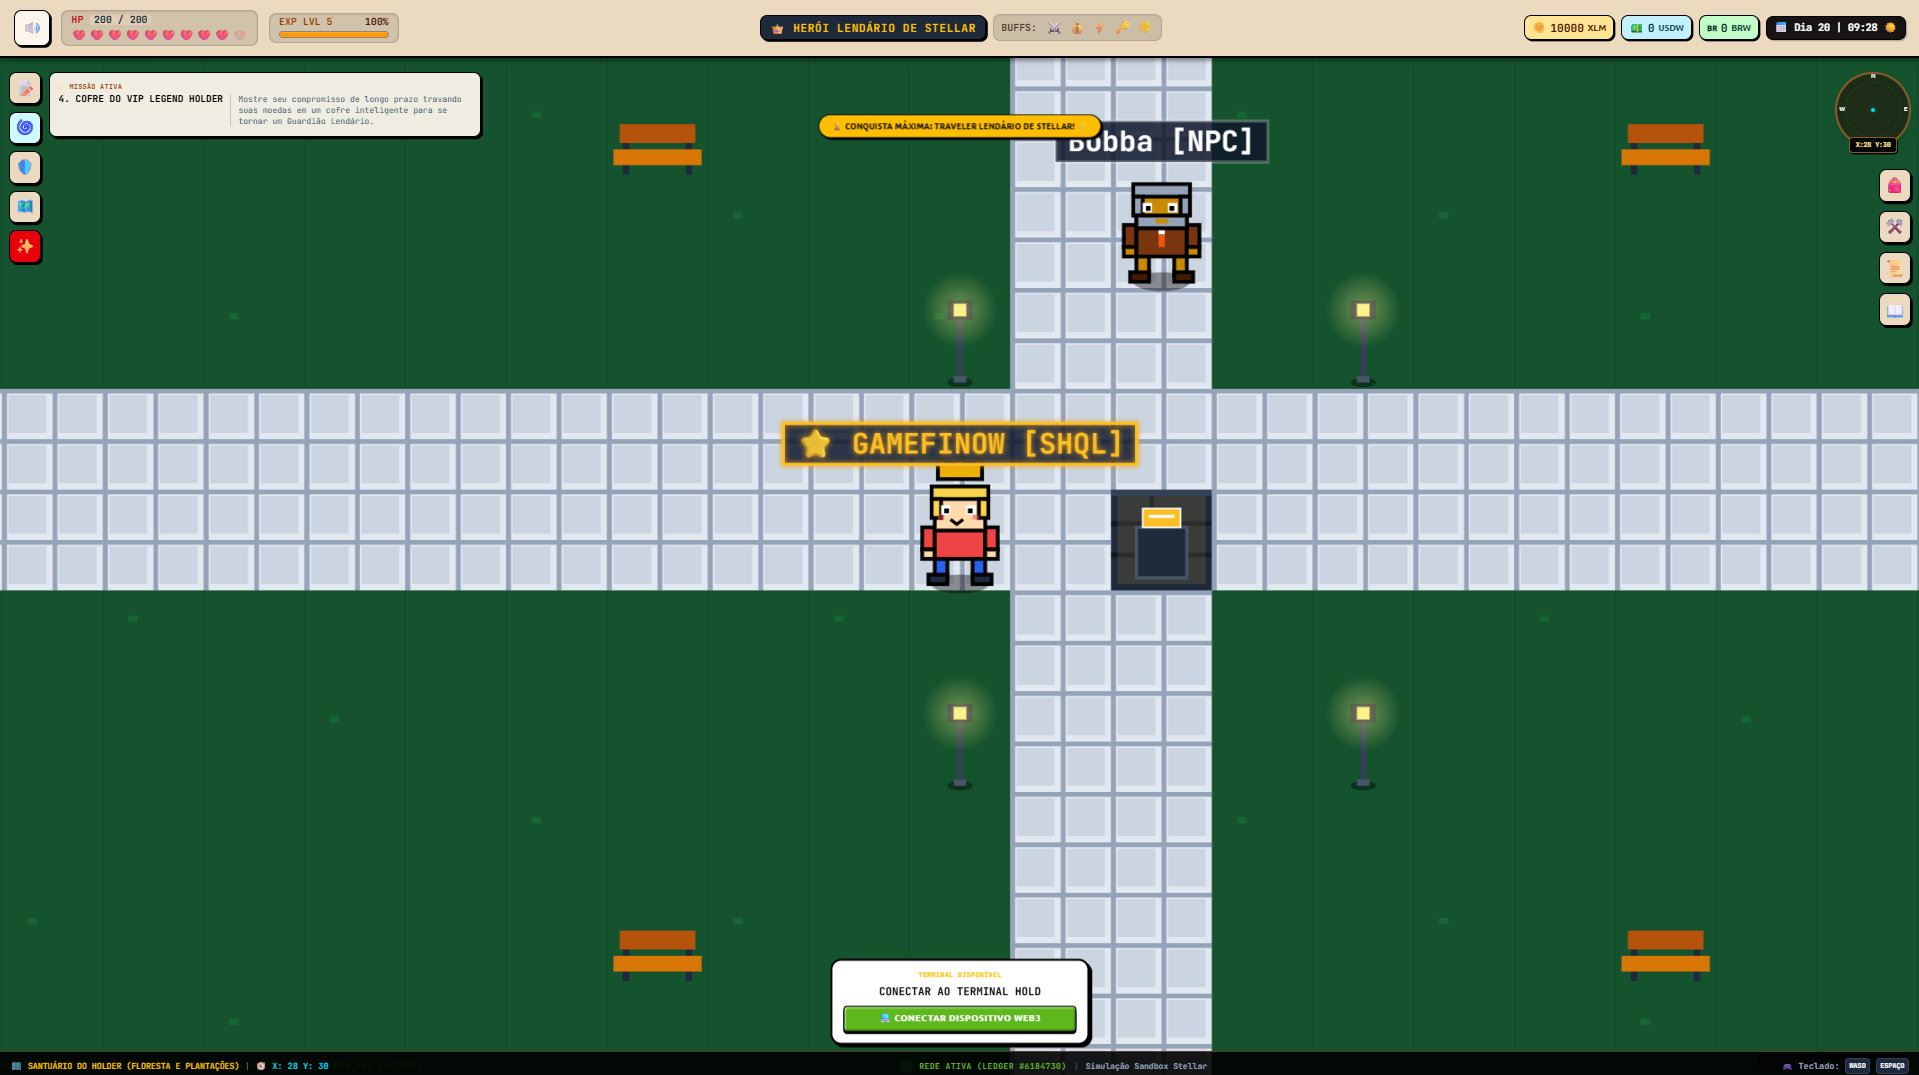 HP 200 / 200
EXP LVL 5 100%
HERÓI LENDÁRIO DE STELLAR
BUFFS:
10000 XLM
0 USDW
BR 0 BRW
Dia 20 | 09:28
MISSÃO ATIVA
4. COFRE DO VIP LEGEND HOLDER
Mostre seu compromisso de longo prazo travando
suas moedas em um cofre inteligente para se
tornar um Guardião Lendário.
CONQUISTA MÁXIMA: TRAVELER LENDÁRIO DE STELLAR!
Bubba [NPC]
N
W
E
X:28 Y:30
GAMEFINOW [SHQL]
TERMINAL DISPONÍVEL
CONECTAR AO TERMINAL HOLD
CONECTAR DISPOSITIVO WEB3
SANTUÁRIO DO HOLDER (FLORESTA E PLANTAÇÕES) | X: 28 Y: 30
REDE ATIVA (LEDGER #6184730) | Simulação Sandbox Stellar
Teclado: WASD ESPAÇO